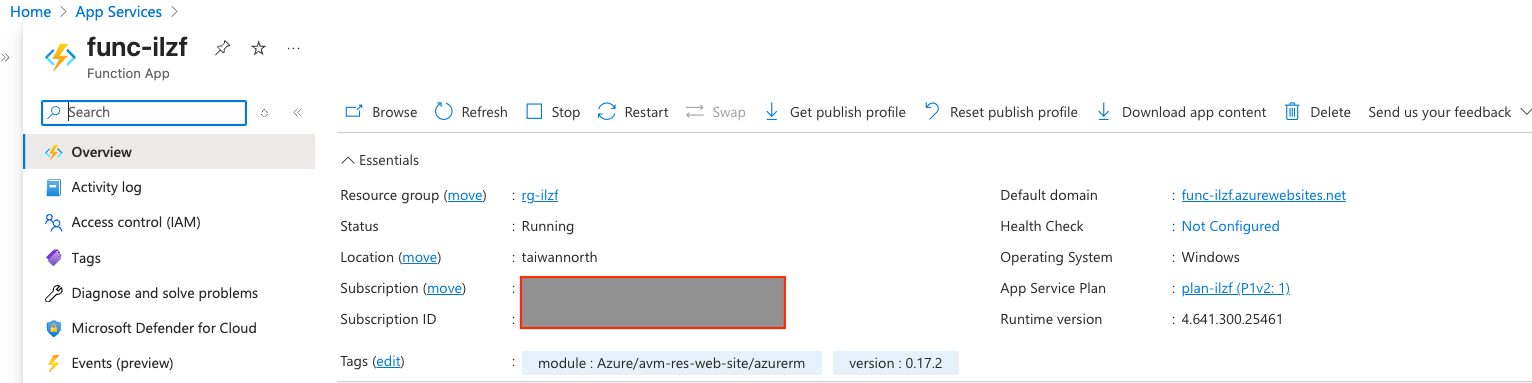 Home > App Services >
func-ilzf
Function App
Search
Browse Refresh Stop Restart Swap Get publish profile Reset publish profile Download app content Delete Send us your feedback
Overview
Activity log
Access control (IAM)
Tags
Diagnose and solve problems
Microsoft Defender for Cloud
Events (preview)
Essentials
Resource group (move) : rg-ilzf
Status : Running
Location (move) : taiwannorth
Subscription (move) :
Subscription ID :
Tags (edit) : module : Azure/avm-res-web-site/azurerm version : 0.17.2
Default domain : func-ilzf.azurewebsites.net
Health Check : Not Configured
Operating System : Windows
App Service Plan : plan-ilzf (P1v2: 1)
Runtime version : 4.641.300.25461